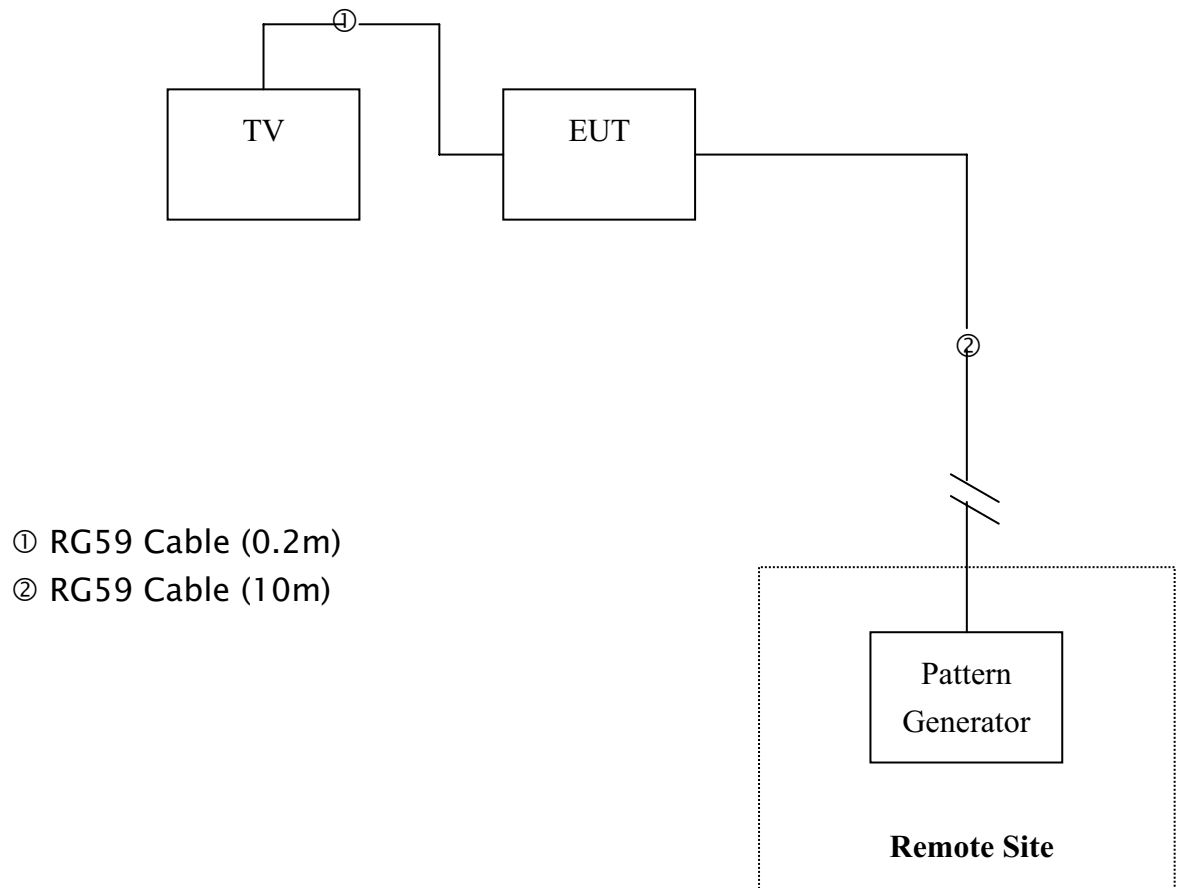 ①
TV
EUT
②
① RG59 Cable (0.2m)
② RG59 Cable (10m)
Pattern
Generator
Remote Site